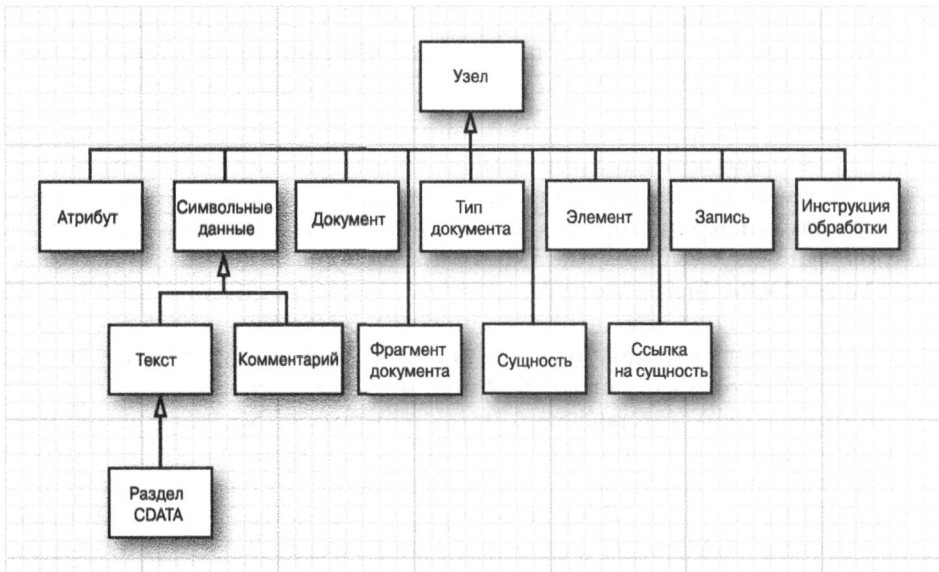 Узел
Атрибут
Символьные
данные
Документ
Тип
документа
Элемент
Запись
Инструкция
обработки
Текст
Комментарий
Фрагмент
документа
Сущность
Ссылка
на сущность
Раздел
CDATA